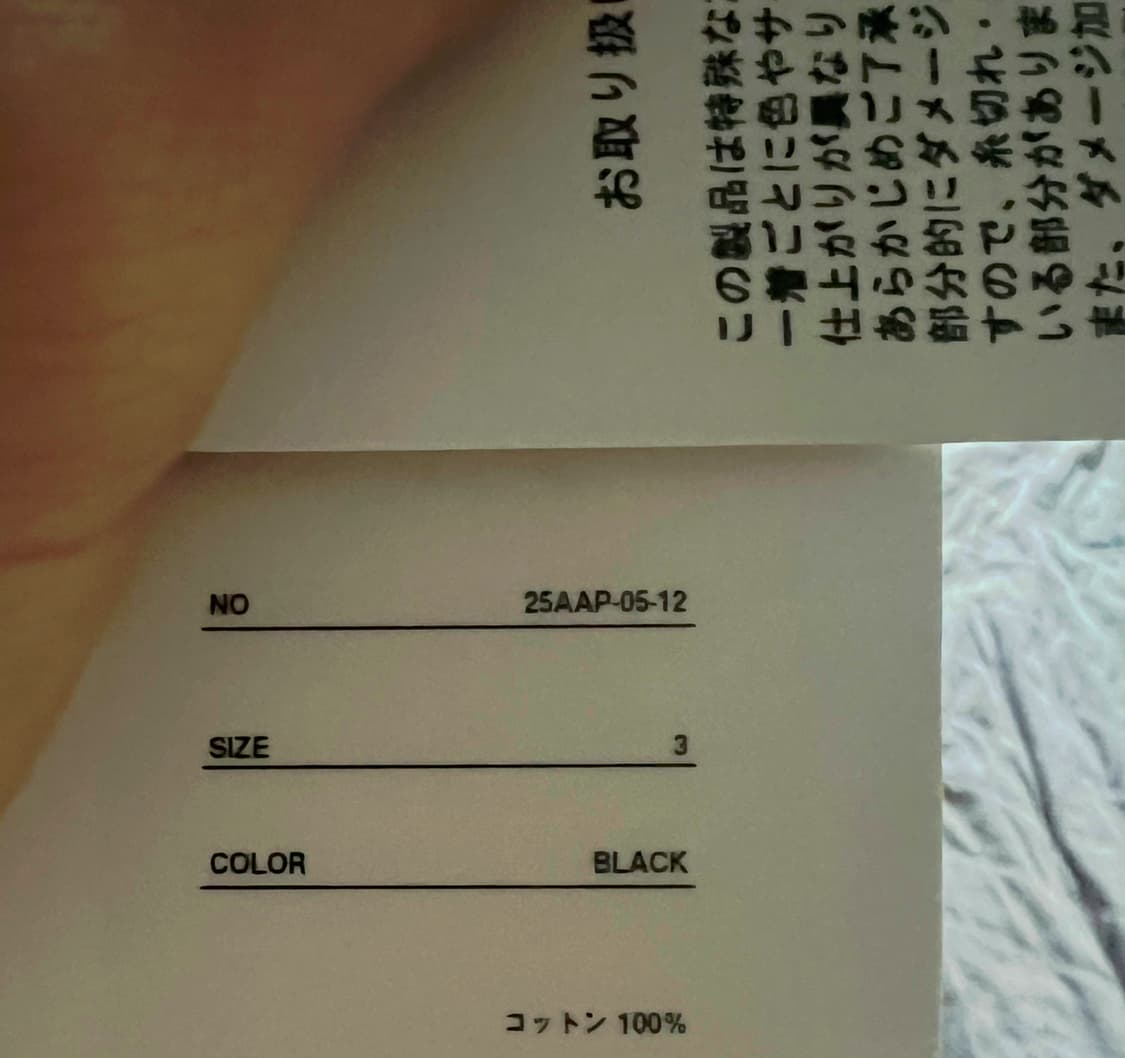 お取り扱
この製品は特殊な
一着ごとに色やサ
仕上がりが異なり
あらかじめご了承
部分的にダメージ
すので、糸切れ・
いる部分がありま
また、ダメージ加
NO 25AAP-05-12
SIZE 3
COLOR BLACK
コットン 100%